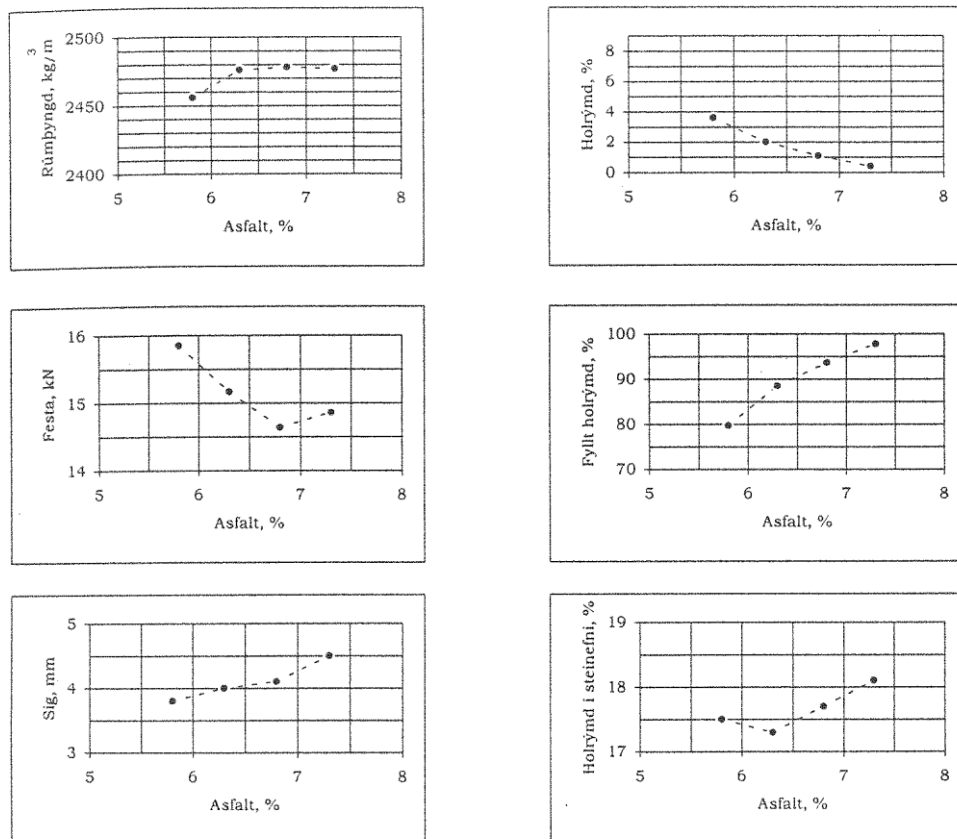 Rúmþyngd, kg/m3
2500
2450
2400
5 6 7 8
Asfalt, %
Holrýmd, %
8
6
4
2
0
5 6 7 8
Asfalt, %
Festa, kN
16
15
14
5 6 7 8
Asfalt, %
Fyllt holrýmd, %
100
90
80
70
5 6 7 8
Asfalt, %
Sig, mm
5
4
3
5 6 7 8
Asfalt, %
Holrýmd i steinefni, %
19
18
17
5 6 7 8
Asfalt, %